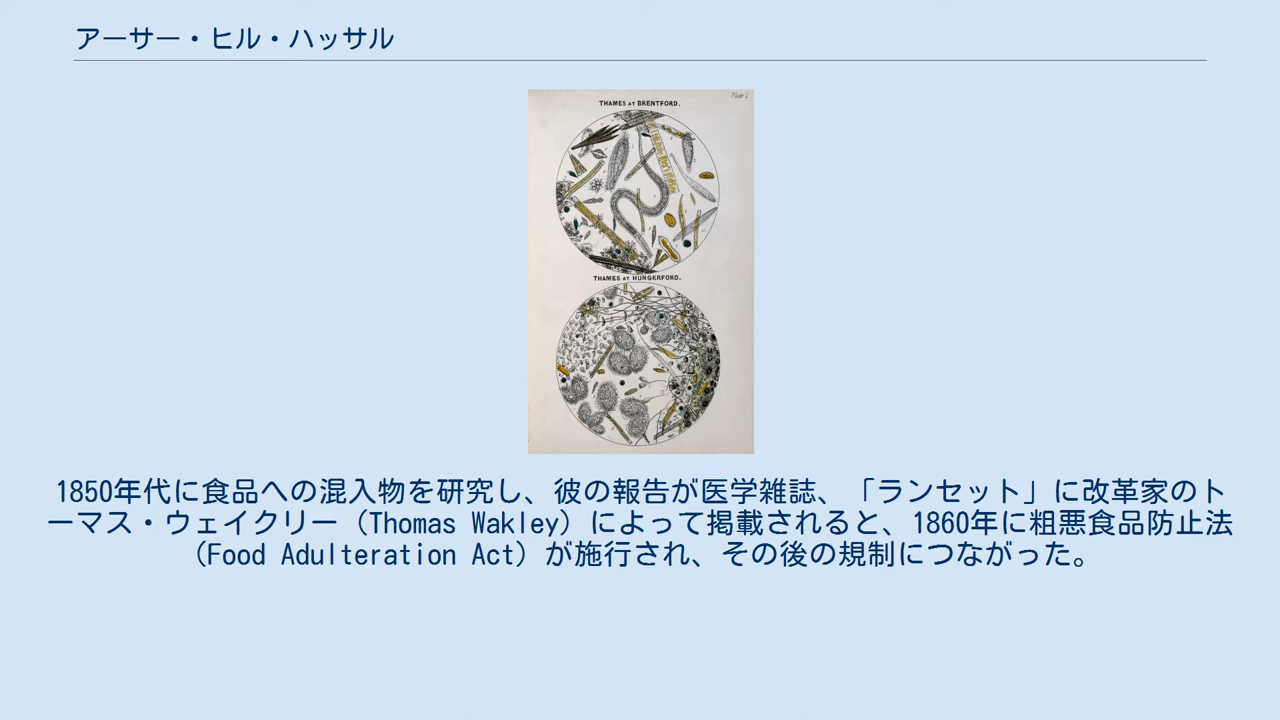 アーサー・ヒル・ハッサル
Plate 1
THAMES AT BRENTFORD.
THAMES AT HUNGERFORD.
1850年代に食品への混入物を研究し、彼の報告が医学雑誌、「ランセット」に改革家のト
ーマス・ウェイクリー（Thomas Wakley）によって掲載されると、1860年に粗悪食品防止法
（Food Adulteration Act）が施行され、その後の規制につながった。